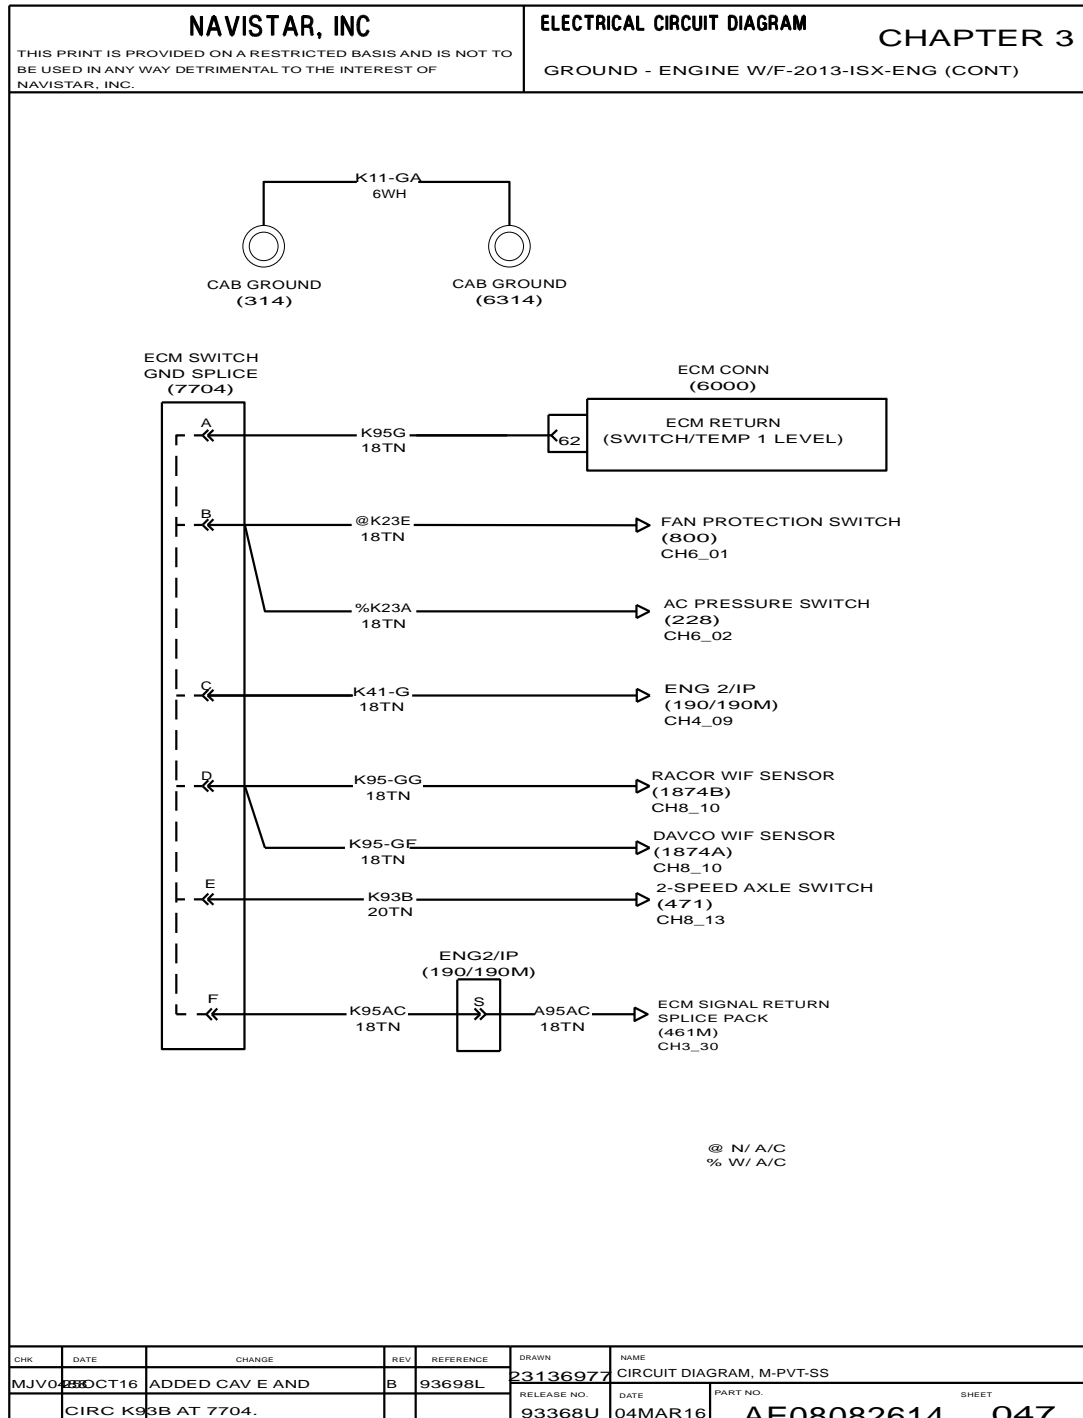 NAVISTAR, INC
THIS PRINT IS PROVIDED ON A RESTRICTED BASIS AND IS NOT TO
BE USED IN ANY WAY DETRIMENTAL TO THE INTEREST OF
NAVISTAR, INC.
ELECTRICAL CIRCUIT DIAGRAM
CHAPTER 3
GROUND - ENGINE W/F-2013-ISX-ENG (CONT)
K11-GA
6WH
CAB GROUND
(314)
CAB GROUND
(6314)
ECM SWITCH
GND SPLICE
(7704)
ECM CONN
(6000)
A
K95G
18TN
62
ECM RETURN
(SWITCH/TEMP 1 LEVEL)
B
@K23E
18TN
FAN PROTECTION SWITCH
(800)
CH6_01
%K23A
18TN
AC PRESSURE SWITCH
(228)
CH6_02
C
K41-G
18TN
ENG 2/IP
(190/190M)
CH4_09
D
K95-GG
18TN
RACOR WIF SENSOR
(1874B)
CH8_10
K95-GF
18TN
DAVCO WIF SENSOR
(1874A)
CH8_10
E
K93B
20TN
2-SPEED AXLE SWITCH
(471)
CH8_13
ENG2/IP
(190/190M)
F
K95AC
18TN
S
A95AC
18TN
ECM SIGNAL RETURN
SPLICE PACK
(461M)
CH3_30
@ N/ A/C
% W/ A/C
CHK DATE CHANGE REV REFERENCE
ADDED CAV E AND B 93698L
CIRC K93B AT 7704.
DRAWN
23136977
NAME
CIRCUIT DIAGRAM, M-PVT-SS
RELEASE NO.
93368U
DATE
04MAR16
PART NO.
AF08082614
SHEET
047